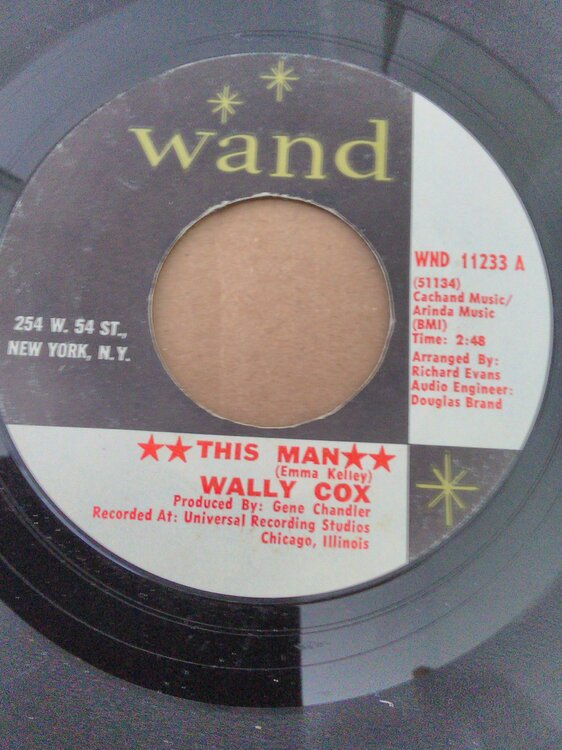 wand
254 W. 54 ST.,
NEW YORK, N.Y.
WND 11233 A
(51134)
Cachand Music/
Arinda Music
(BMI)
Time: 2:48
Arranged By:
Richard Evans
Audio Engineer:
Douglas Brand
★★THIS MAN★★
(Emma Kelley)
WALLY COX
Produced By: Gene Chandler
Recorded At: Universal Recording Studios
Chicago, Illinois